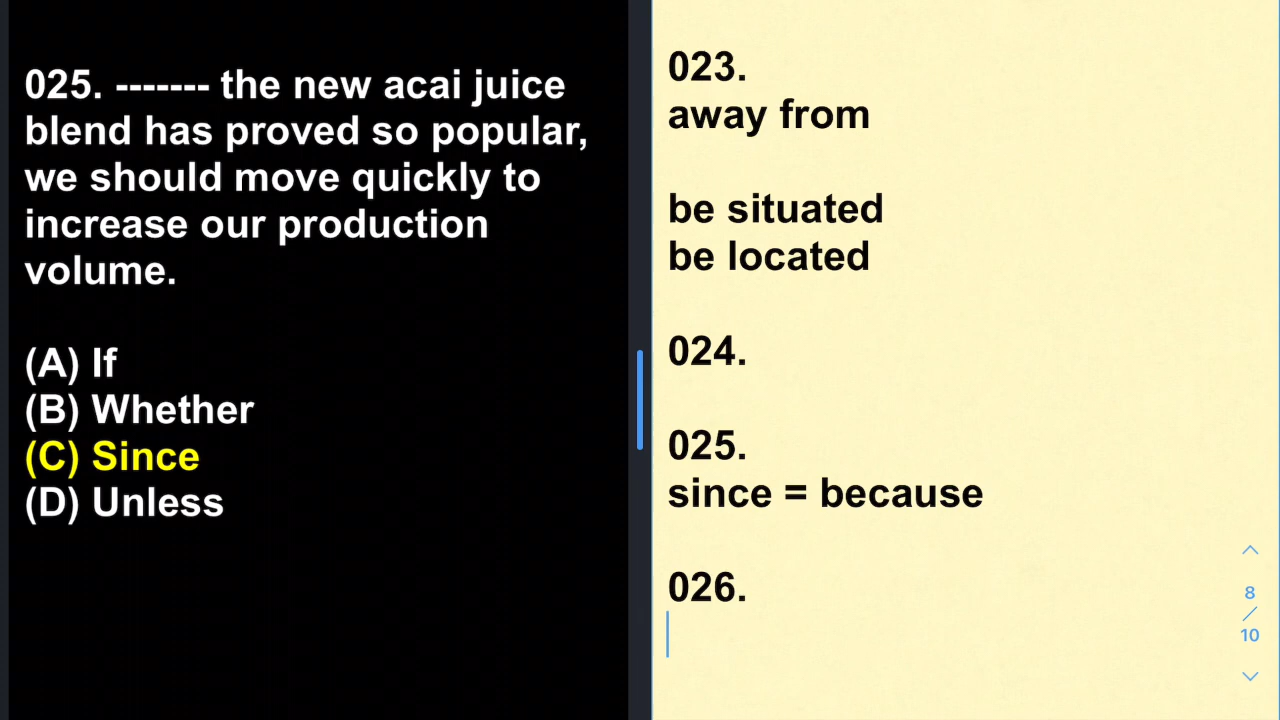 025. ------- the new acai juice
blend has proved so popular,
we should move quickly to
increase our production
volume.
(A) If
(B) Whether
(C) Since
(D) Unless
023.
away from
be situated
be located
024.
025.
since = because
026.
8
/
10